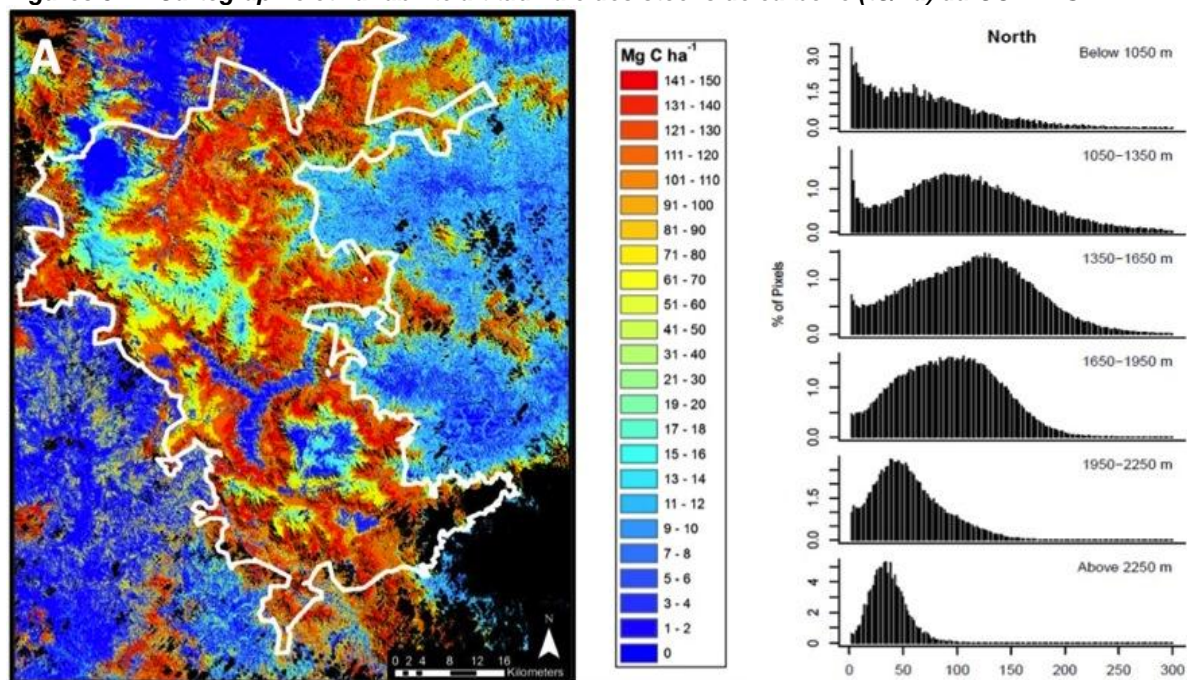 A
N
0 2 4 8 12 16
Kilometers
Mg C ha⁻¹
141 - 150
131 - 140
121 - 130
111 - 120
101 - 110
91 - 100
81 - 90
71 - 80
61 - 70
51 - 60
41 - 50
31 - 40
21 - 30
19 - 20
17 - 18
15 - 16
13 - 14
11 - 12
9 - 10
7 - 8
5 - 6
3 - 4
1 - 2
0
North
% of Pixels
Below 1050 m
0.0 1.5 3.0
1050−1350 m
0.0 1.0
1350−1650 m
0.0 1.0
1650−1950 m
0.0 1.0
1950−2250 m
0.0 1.5
Above 2250 m
0 2 4
0 50 100 150 200 250 300